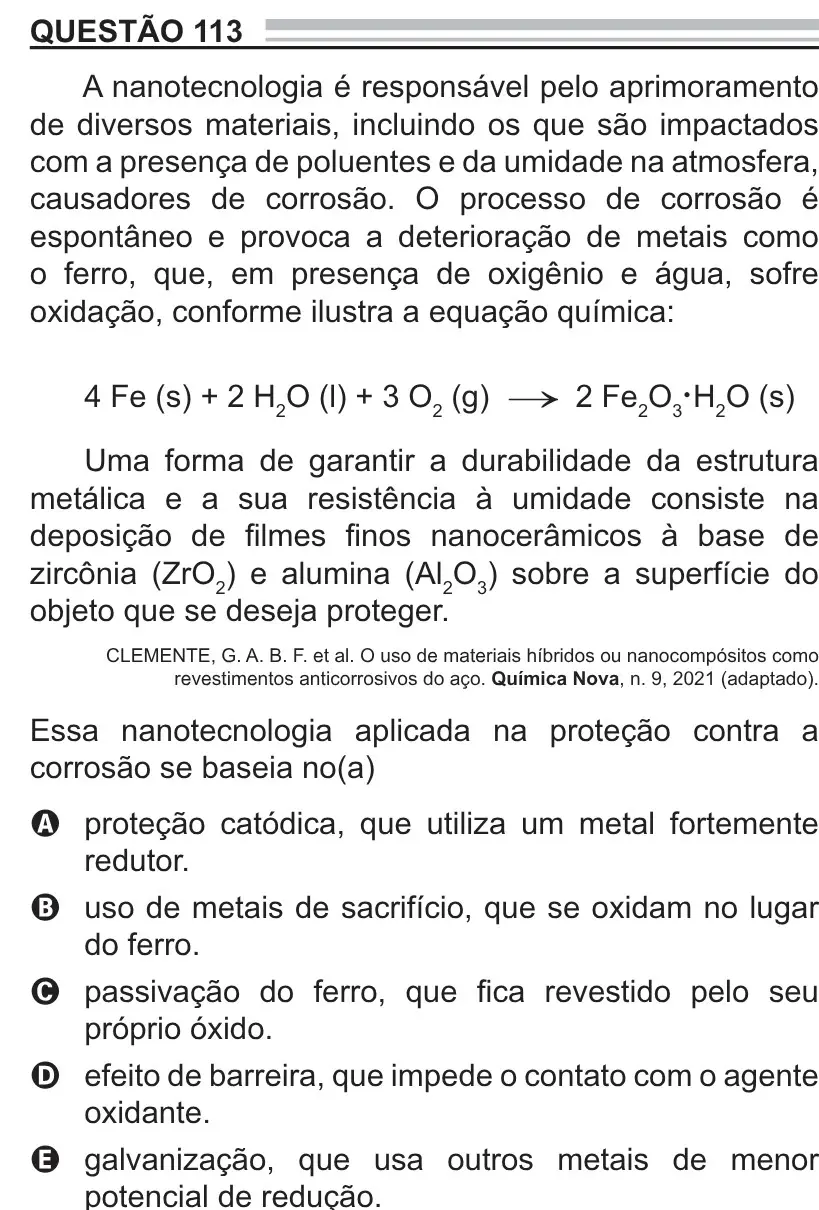 QUESTÃO 113
A nanotecnologia é responsável pelo aprimoramento
de diversos materiais, incluindo os que são impactados
com a presença de poluentes e da umidade na atmosfera,
causadores de corrosão. O processo de corrosão é
espontâneo e provoca a deterioração de metais como
o ferro, que, em presença de oxigênio e água, sofre
oxidação, conforme ilustra a equação química:
4 Fe (s) + 2 H₂O (l) + 3 O₂ (g) ⟶ 2 Fe₂O₃·H₂O (s)
Uma forma de garantir a durabilidade da estrutura
metálica e a sua resistência à umidade consiste na
deposição de filmes finos nanocerâmicos à base de
zircônia (ZrO₂) e alumina (Al₂O₃) sobre a superfície do
objeto que se deseja proteger.
CLEMENTE, G. A. B. F. et al. O uso de materiais híbridos ou nanocompósitos como
revestimentos anticorrosivos do aço. Química Nova, n. 9, 2021 (adaptado).
Essa nanotecnologia aplicada na proteção contra a
corrosão se baseia no(a)
A proteção catódica, que utiliza um metal fortemente
redutor.
B uso de metais de sacrifício, que se oxidam no lugar
do ferro.
C passivação do ferro, que fica revestido pelo seu
próprio óxido.
D efeito de barreira, que impede o contato com o agente
oxidante.
E galvanização, que usa outros metais de menor
potencial de redução.